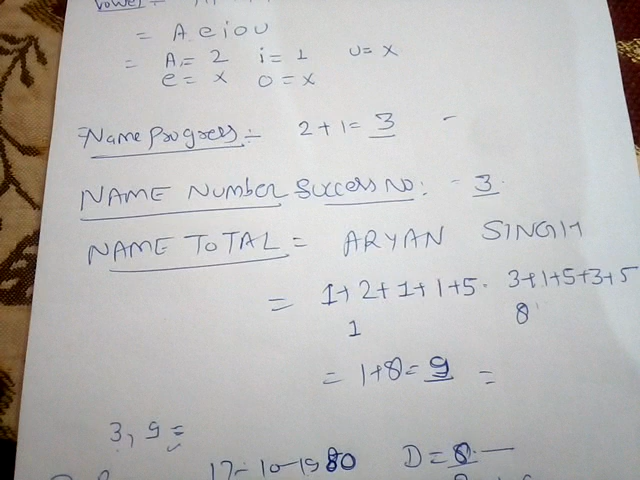 Vowel :-
= A e i o u
= A = 2 i = 1 u = x
e = x o = x
Name Progress :- 2 + 1 = 3 -
NAME Number Success No : - 3.
NAME TOTAL = ARYAN SINGH
= 1+2+1+1+5. 3+1+5+3+5
1 8
= 1+8 = 9 =
3, 9 =
17-10-1980 D = 8.